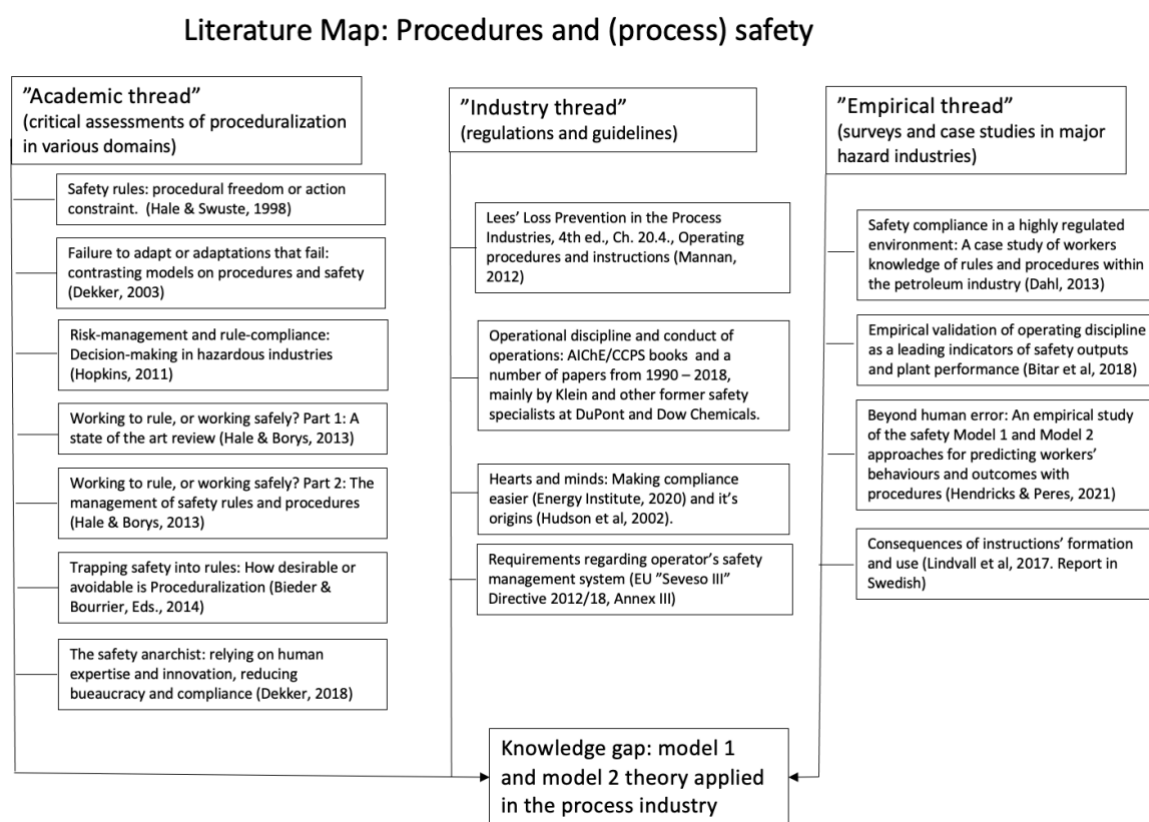 Literature Map: Procedures and (process) safety
”Academic thread”
(critical assessments of proceduralization
in various domains)
Safety rules: procedural freedom or action
constraint. (Hale & Swuste, 1998)
Failure to adapt or adaptations that fail:
contrasting models on procedures and safety
(Dekker, 2003)
Risk-management and rule-compliance:
Decision-making in hazardous industries
(Hopkins, 2011)
Working to rule, or working safely? Part 1: A
state of the art review (Hale & Borys, 2013)
Working to rule, or working safely? Part 2: The
management of safety rules and procedures
(Hale & Borys, 2013)
Trapping safety into rules: How desirable or
avoidable is Proceduralization (Bieder &
Bourrier, Eds., 2014)
The safety anarchist: relying on human
expertise and innovation, reducing
bueaucracy and compliance (Dekker, 2018)
”Industry thread”
(regulations and guidelines)
Lees’ Loss Prevention in the Process
Industries, 4th ed., Ch. 20.4., Operating
procedures and instructions (Mannan,
2012)
Operational discipline and conduct of
operations: AIChE/CCPS books and a
number of papers from 1990 – 2018,
mainly by Klein and other former safety
specialists at DuPont and Dow Chemicals.
Hearts and minds: Making compliance
easier (Energy Institute, 2020) and it’s
origins (Hudson et al, 2002).
Requirements regarding operator’s safety
management system (EU ”Seveso III”
Directive 2012/18, Annex III)
”Empirical thread”
(surveys and case studies in major
hazard industries)
Safety compliance in a highly regulated
environment: A case study of workers
knowledge of rules and procedures within
the petroleum industry (Dahl, 2013)
Empirical validation of operating discipline
as a leading indicators of safety outputs
and plant performance (Bitar et al, 2018)
Beyond human error: An empirical study
of the safety Model 1 and Model 2
approaches for predicting workers’
behaviours and outcomes with
procedures (Hendricks & Peres, 2021)
Consequences of instructions’ formation
and use (Lindvall et al, 2017. Report in
Swedish)
Knowledge gap: model 1
and model 2 theory applied
in the process industry